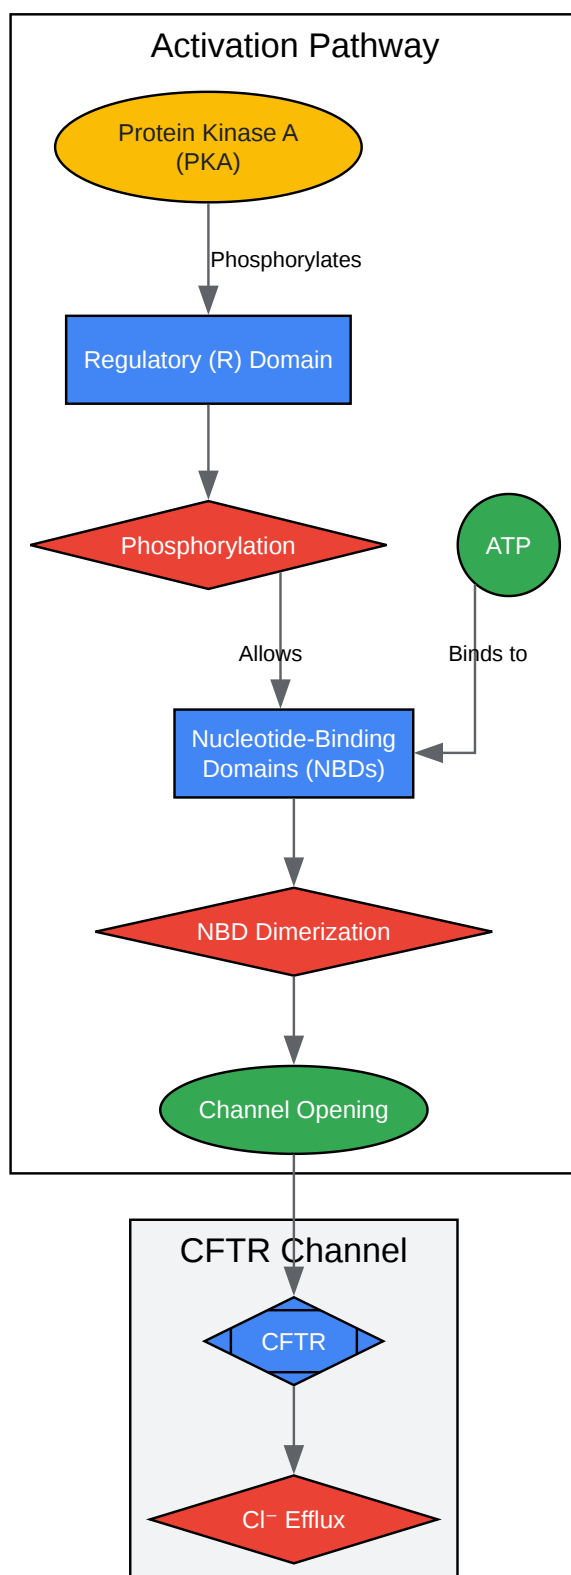 Activation Pathway
Protein Kinase A
(PKA)
Phosphorylates
Regulatory (R) Domain
Phosphorylation
ATP
Allows
Binds to
Nucleotide-Binding
Domains (NBDs)
NBD Dimerization
Channel Opening
CFTR Channel
CFTR
Cl⁻ Efflux